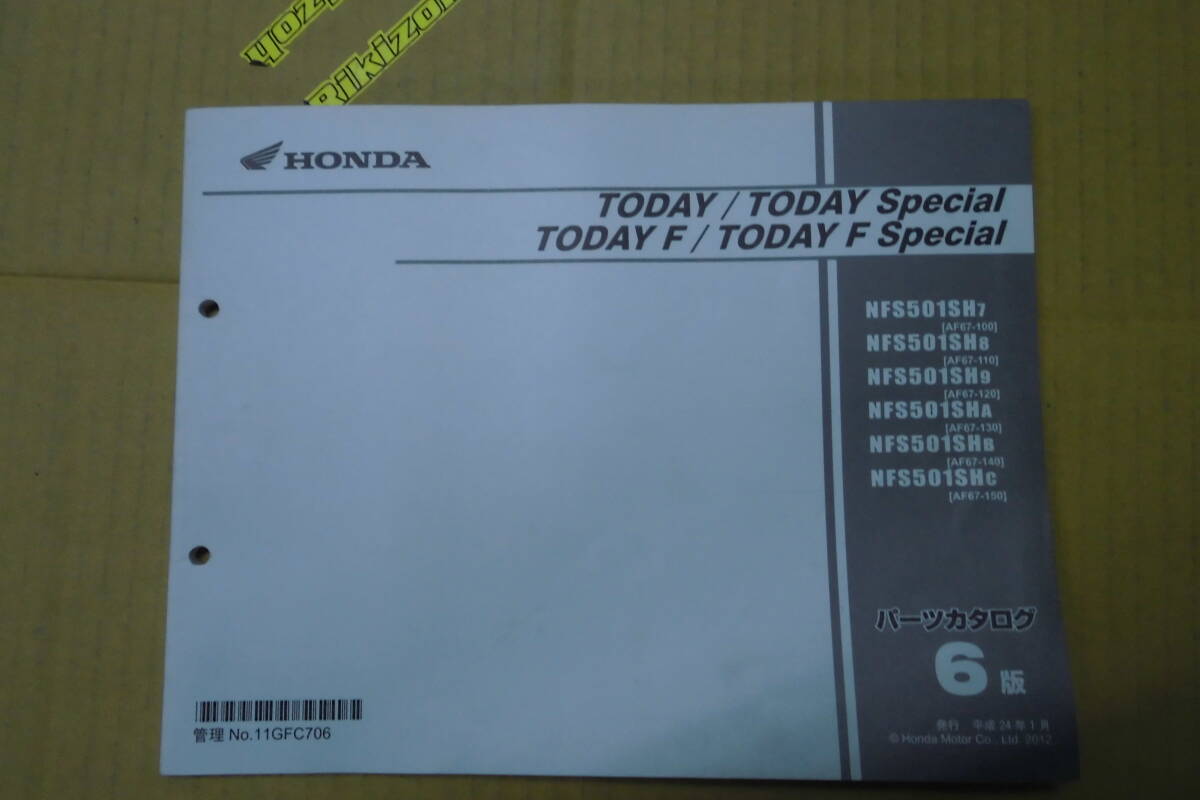 yoz
Rikizo
HONDA
TODAY / TODAY Special
TODAY F / TODAY F Special
NFS501SH7
[AF67-100]
NFS501SH8
[AF67-110]
NFS501SH9
[AF67-120]
NFS501SHA
[AF67-130]
NFS501SHB
[AF67-140]
NFS501SHC
[AF67-150]
パーツカタログ
6版
発行 平成24年1月
© Honda Motor Co., Ltd. 2012
管理 No.11GFC706